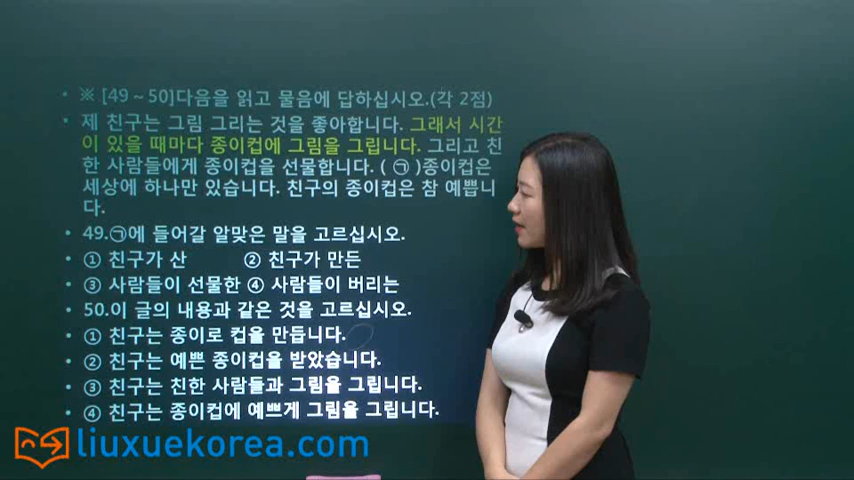 ※ [49 ~ 50]다음을 읽고 물음에 답하십시오.(각 2점)
제 친구는 그림 그리는 것을 좋아합니다. 그래서 시간
이 있을 때마다 종이컵에 그림을 그립니다. 그리고 친
한 사람들에게 종이컵을 선물합니다. ( ㉠ )종이컵은
세상에 하나만 있습니다. 친구의 종이컵은 참 예쁩니
다.
49.㉠에 들어갈 알맞은 말을 고르십시오.
① 친구가 산 ② 친구가 만든
③ 사람들이 선물한 ④ 사람들이 버리는
50.이 글의 내용과 같은 것을 고르십시오.
① 친구는 종이로 컵을 만듭니다.
② 친구는 예쁜 종이컵을 받았습니다.
③ 친구는 친한 사람들과 그림을 그립니다.
④ 친구는 종이컵에 예쁘게 그림을 그립니다.
liuxuekorea.com